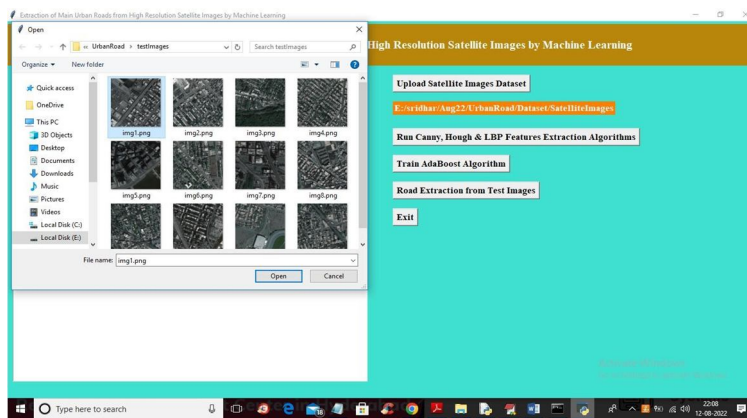 Extraction of Main Urban Roads from High Resolution Satellite Images by Machine Learning
Open
High Resolution Satellite Images by Machine Learning
« UrbanRoad › testImages
Search testImages
Organize
New folder
Quick access
OneDrive
This PC
3D Objects
Desktop
Documents
Downloads
Music
Pictures
Videos
Local Disk (C:)
Local Disk (E:)
img1.png
img2.png
img3.png
img4.png
img5.png
img6.png
img7.png
img8.png
File name: img1.png
Open
Cancel
Upload Satellite Images Dataset
E:/sridhar/Aug22/UrbanRoad/Dataset/SatelliteImages
Run Canny, Hough & LBP Features Extraction Algorithms
Train AdaBoost Algorithm
Road Extraction from Test Images
Exit
Type here to search
22:08
12-08-2022